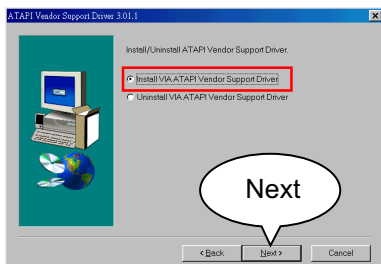 ATAPI Vendor Support Driver 3.01.1
Install/Uninstall ATAPI Vendor Support Driver.
Install VIA ATAPI Vendor Support Driver
Uninstall VIA ATAPI Vendor Support Driver
Next
< Back
Next >
Cancel